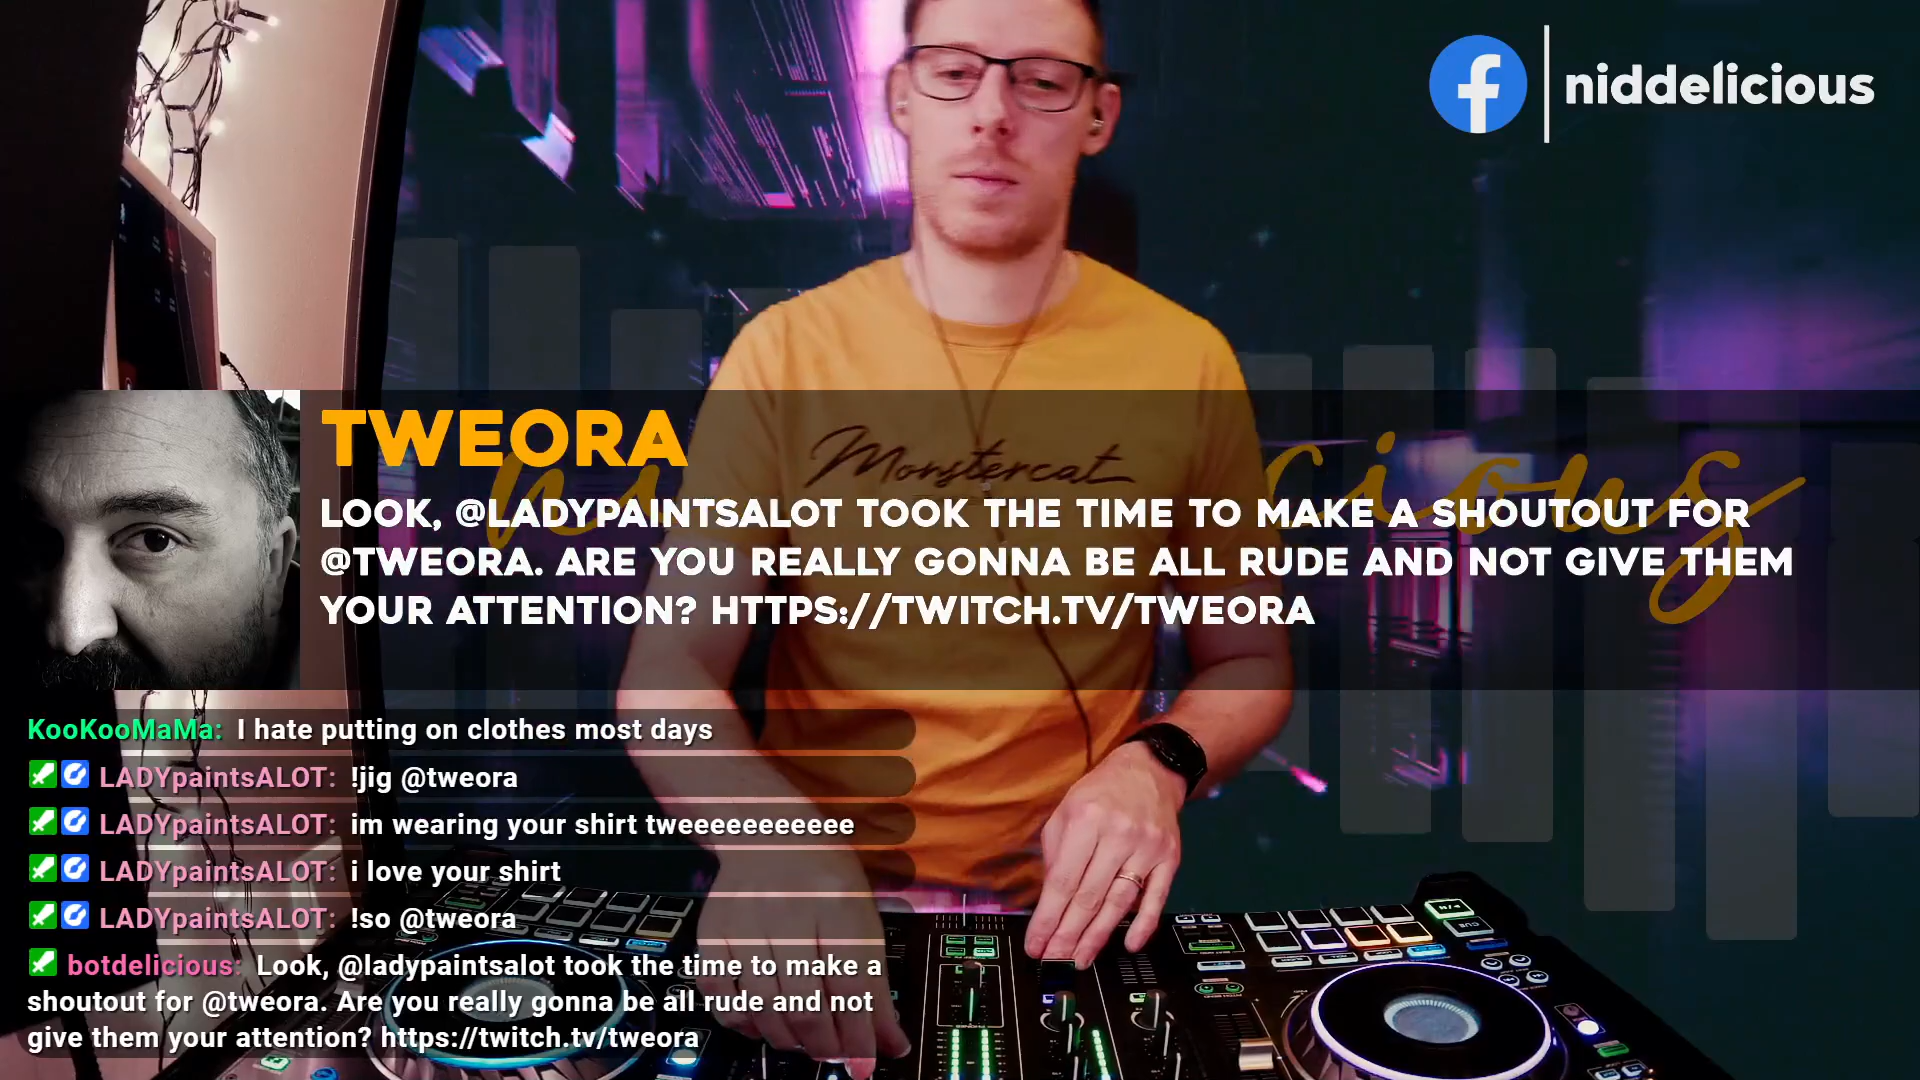 niddelicious
TWEORA
Monstercat
LOOK, @LADYPAINTSALOT TOOK THE TIME TO MAKE A SHOUTOUT FOR
@TWEORA. ARE YOU REALLY GONNA BE ALL RUDE AND NOT GIVE THEM
YOUR ATTENTION? HTTPS://TWITCH.TV/TWEORA
KooKooMaMa: I hate putting on clothes most days
LADYpaintsALOT: !jig @tweora
LADYpaintsALOT: im wearing your shirt tweeeeeeeeeee
LADYpaintsALOT: i love your shirt
LADYpaintsALOT: !so @tweora
botdelicious: Look, @ladypaintsalot took the time to make a
shoutout for @tweora. Are you really gonna be all rude and not
give them your attention? https://twitch.tv/tweora